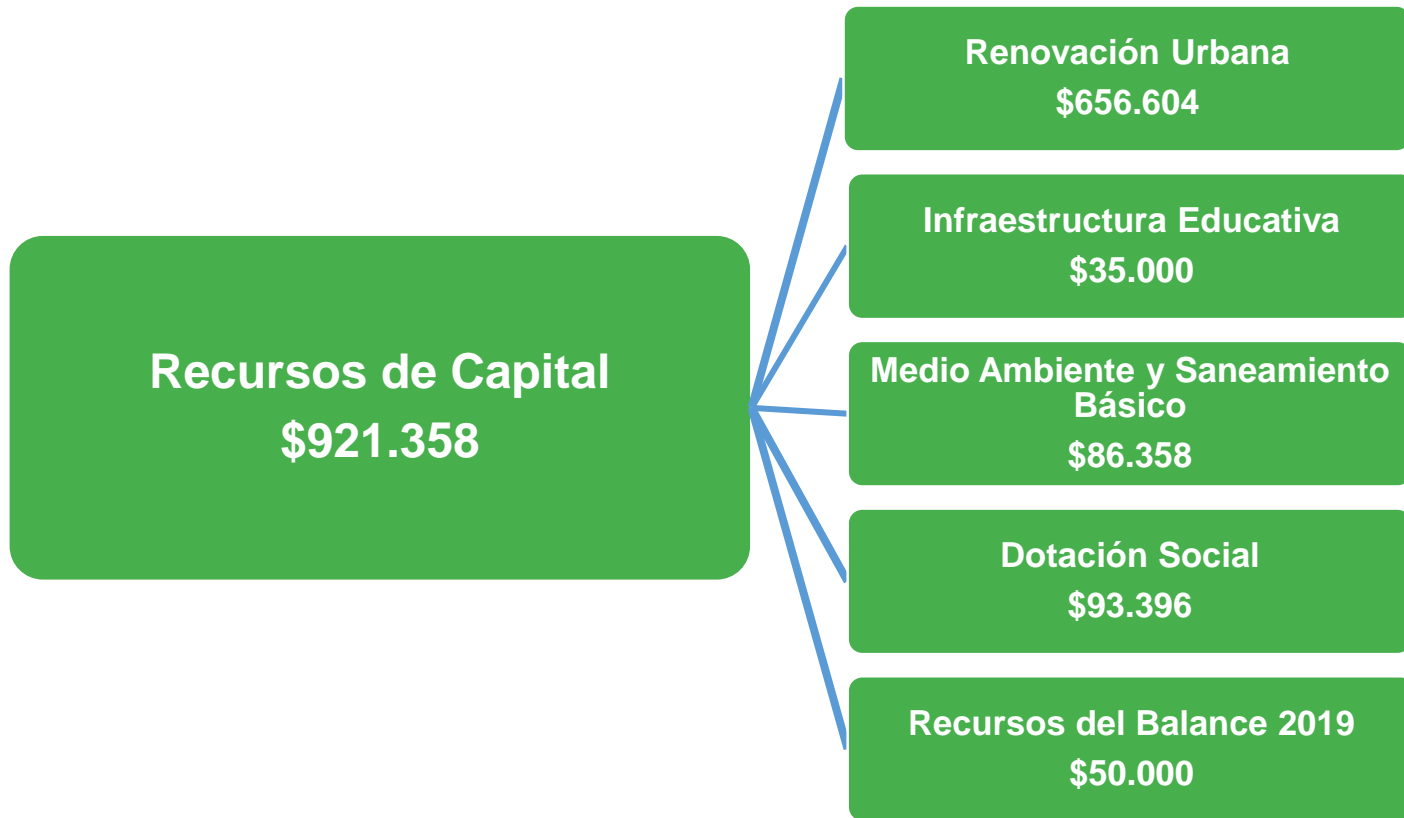 Recursos de Capital
$921.358
Renovación Urbana
$656.604
Infraestructura Educativa
$35.000
Medio Ambiente y Saneamiento
Básico
$86.358
Dotación Social
$93.396
Recursos del Balance 2019
$50.000